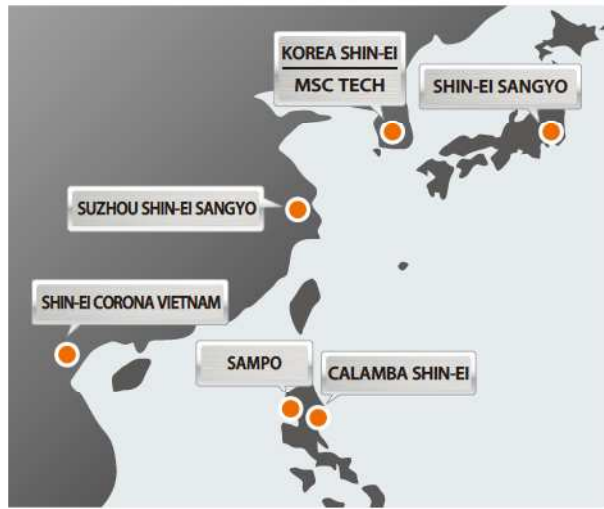 KOREA SHIN-EI
MSC TECH
SHIN-EI SANGYO
SUZHOU SHIN-EI SANGYO
SHIN-EI CORONA VIETNAM
SAMPO
CALAMBA SHIN-EI